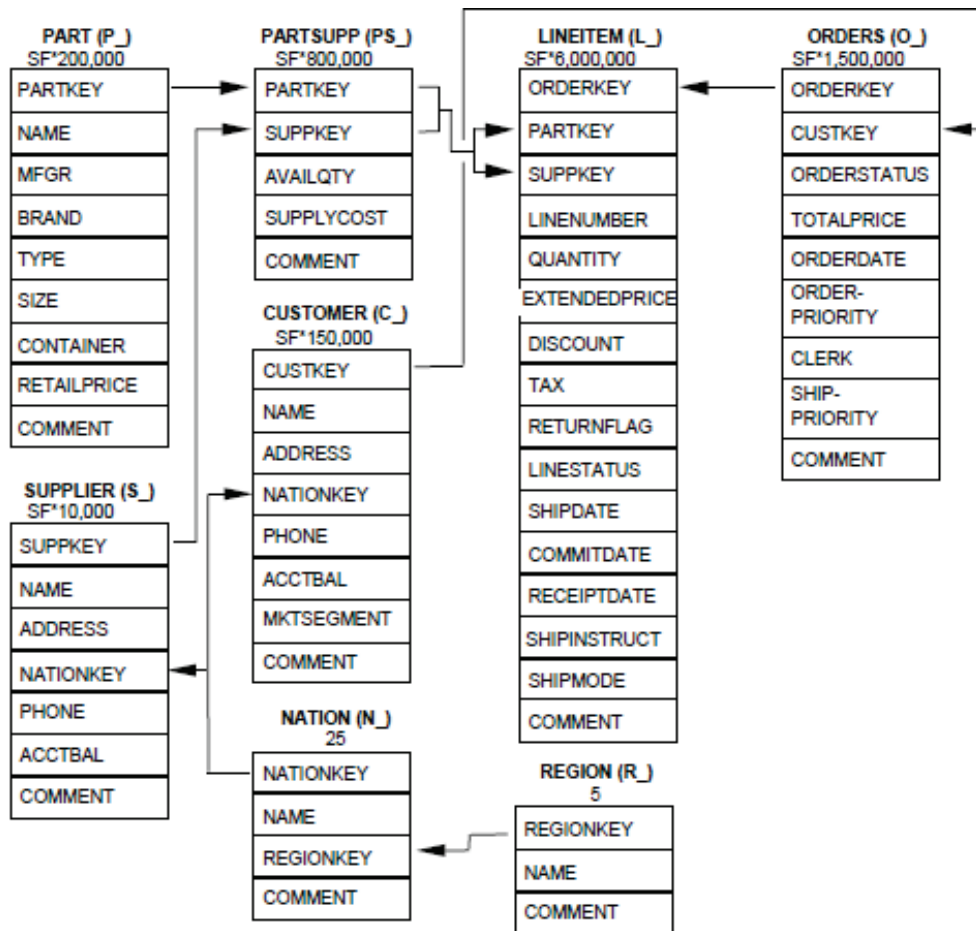 PART (P_)
SF*200,000
PARTKEY
NAME
MFGR
BRAND
TYPE
SIZE
CONTAINER
RETAILPRICE
COMMENT
SUPPLIER (S_)
SF*10,000
SUPPKEY
NAME
ADDRESS
NATIONKEY
PHONE
ACCTBAL
COMMENT
PARTSUPP (PS_)
SF*800,000
PARTKEY
SUPPKEY
AVAILQTY
SUPPLYCOST
COMMENT
CUSTOMER (C_)
SF*150,000
CUSTKEY
NAME
ADDRESS
NATIONKEY
PHONE
ACCTBAL
MKTSEGMENT
COMMENT
NATION (N_)
25
NATIONKEY
NAME
REGIONKEY
COMMENT
LINEITEM (L_)
SF*6,000,000
ORDERKEY
PARTKEY
SUPPKEY
LINENUMBER
QUANTITY
EXTENDEDPRICE
DISCOUNT
TAX
RETURNFLAG
LINESTATUS
SHIPDATE
COMMITDATE
RECEIPTDATE
SHIPINSTRUCT
SHIPMODE
COMMENT
REGION (R_)
5
REGIONKEY
NAME
COMMENT
ORDERS (O_)
SF*1,500,000
ORDERKEY
CUSTKEY
ORDERSTATUS
TOTALPRICE
ORDERDATE
ORDER-
PRIORITY
CLERK
SHIP-
PRIORITY
COMMENT